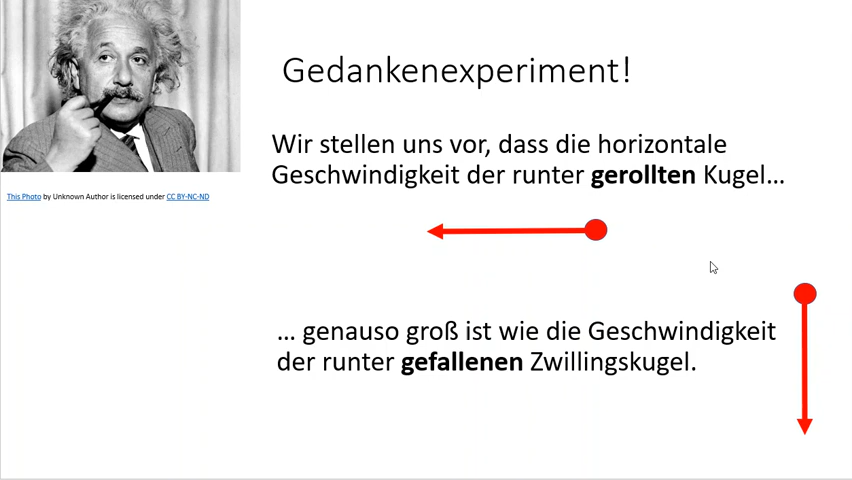 Gedankenexperiment!
Wir stellen uns vor, dass die horizontale
Geschwindigkeit der runter gerollten Kugel...
This Photo by Unknown Author is licensed under CC BY-NC-ND
... genauso groß ist wie die Geschwindigkeit
der runter gefallenen Zwillingskugel.